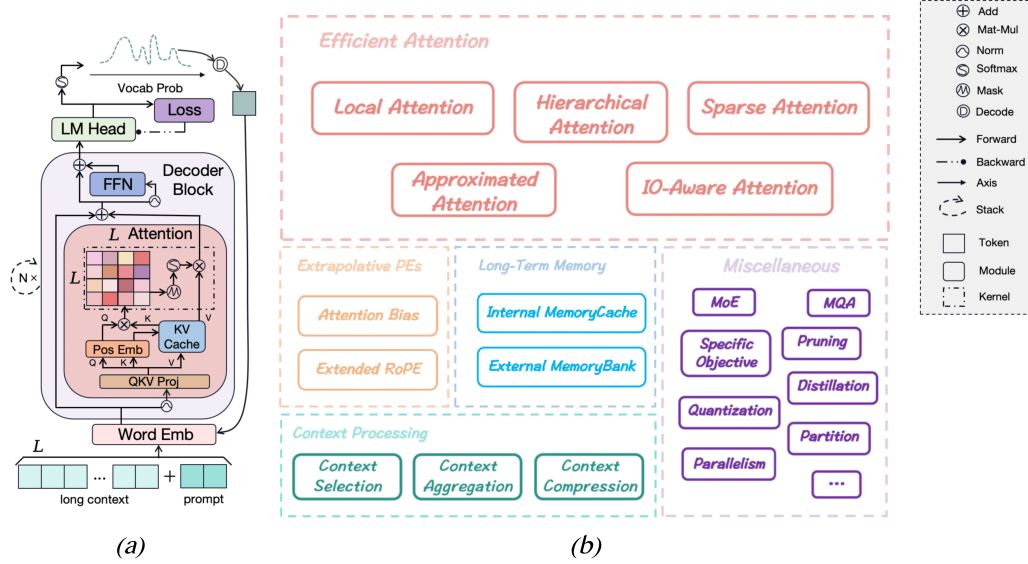 Vocab Prob
D
S
Loss
LM Head
Decoder
Block
FFN
L Attention
L
N×
S
M
Q
K
V
Pos Emb
KV
Cache
Q
K
V
QKV Proj
Word Emb
L
...
...
+
long context
prompt
(a)
Efficient Attention
Local Attention
Hierarchical
Attention
Sparse Attention
Approximated
Attention
IO-Aware Attention
Extrapolative PEs
Attention Bias
Extended RoPE
Long-Term Memory
Internal MemoryCache
External MemoryBank
Context Processing
Context
Selection
Context
Aggregation
Context
Compression
Miscellaneous
MoE
MQA
Specific
Objective
Pruning
Distillation
Quantization
Partition
Parallelism
...
(b)
Add
Mat-Mul
Norm
S Softmax
M Mask
D Decode
Forward
Backward
Axis
Stack
Token
Module
Kernel